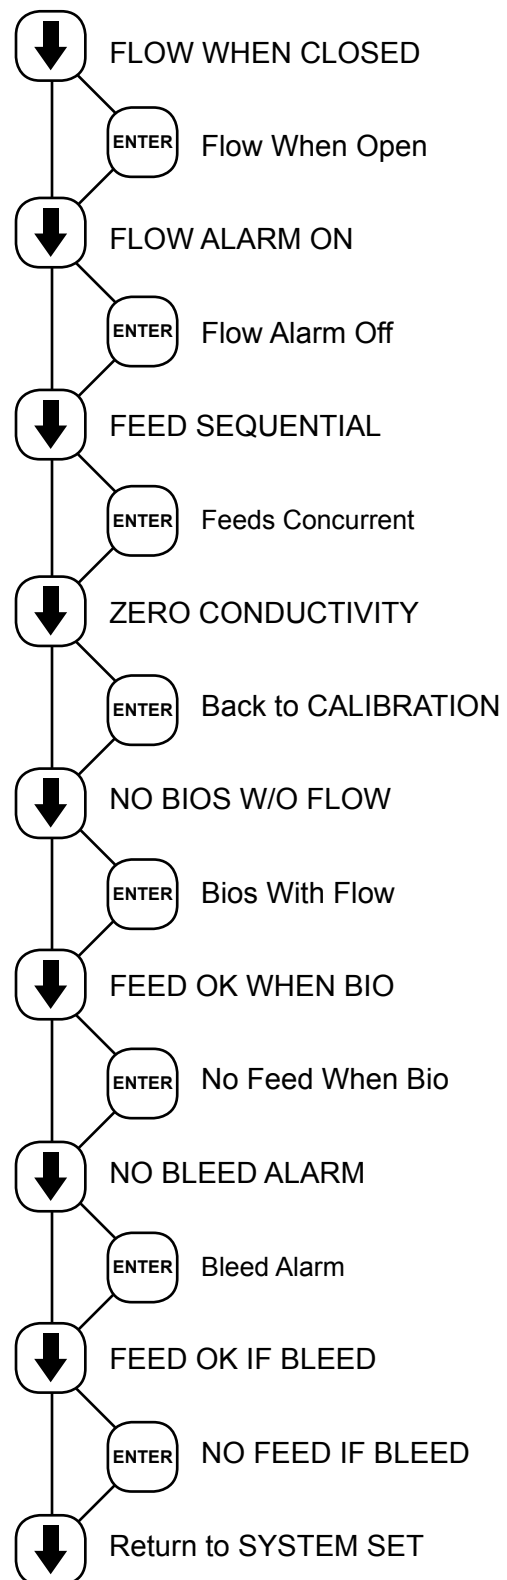 FLOW WHEN CLOSED
ENTER Flow When Open
FLOW ALARM ON
ENTER Flow Alarm Off
FEED SEQUENTIAL
ENTER Feeds Concurrent
ZERO CONDUCTIVITY
ENTER Back to CALIBRATION
NO BIOS W/O FLOW
ENTER Bios With Flow
FEED OK WHEN BIO
ENTER No Feed When Bio
NO BLEED ALARM
ENTER Bleed Alarm
FEED OK IF BLEED
ENTER NO FEED IF BLEED
Return to SYSTEM SET